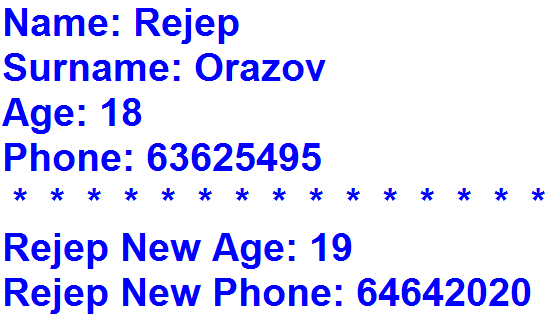 Name: Rejep
Surname: Orazov
Age: 18
Phone: 63625495
* * * * * * * * * * * * * * *
Rejep New Age: 19
Rejep New Phone: 64642020